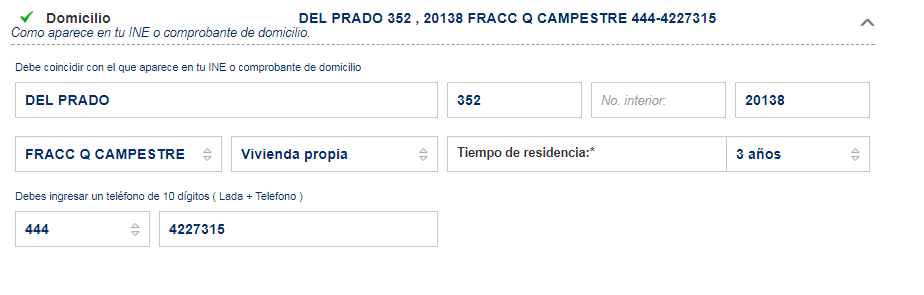 Domicilio DEL PRADO 352 , 20138 FRACC Q CAMPESTRE 444-4227315
Como aparece en tu INE o comprobante de domicilio.
Debe coincidir con el que aparece en tu INE o comprobante de domicilio
DEL PRADO 352 No. interior: 20138
FRACC Q CAMPESTRE Vivienda propia Tiempo de residencia:* 3 años
Debes ingresar un teléfono de 10 dígitos ( Lada + Telefono )
444 4227315